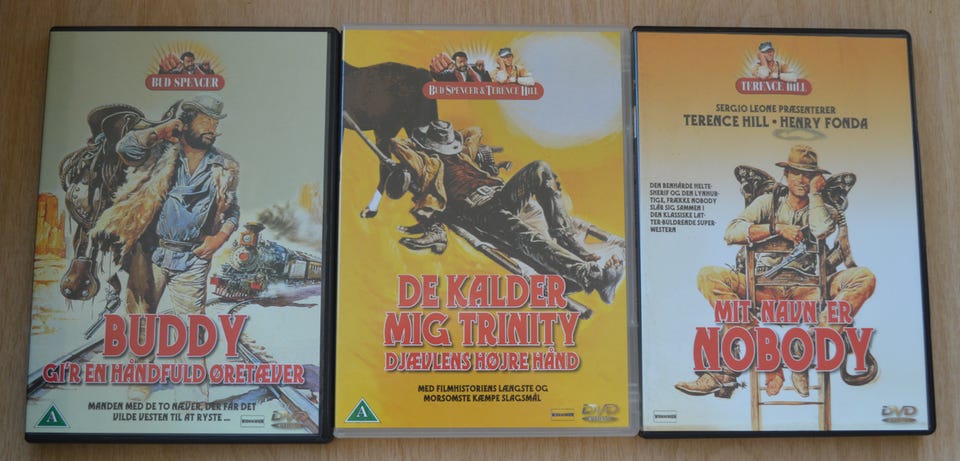 BUD SPENCER
BUDDY
GI'R EN HÅNDFULD ØRETÆVER
MANDEN MED DE TO NÆVER, DER FÅR DET
VILDE VESTEN TIL AT RYSTE ...
A
DVD
BUD SPENCER & TERENCE HILL
DE KALDER
MIG TRINITY
DJÆVLENS HØJRE HÅND
MED FILMHISTORIENS LÆNGSTE OG
MORSOMSTE KÆMPE SLAGSMÅL
A
DVD
TERENCE HILL
SERGIO LEONE PRÆSENTERER
TERENCE HILL • HENRY FONDA
DEN BENHÅRDE HELTE-
SHERIF OG DEN LYNHUR-
TIGE, FRÆKKE NOBODY
SLÅR SIG SAMMEN I
DEN KLASSISKE LAT-
TER-BULDRENDE SUPER-
WESTERN
MIT NAVN ER
NOBODY
DVD